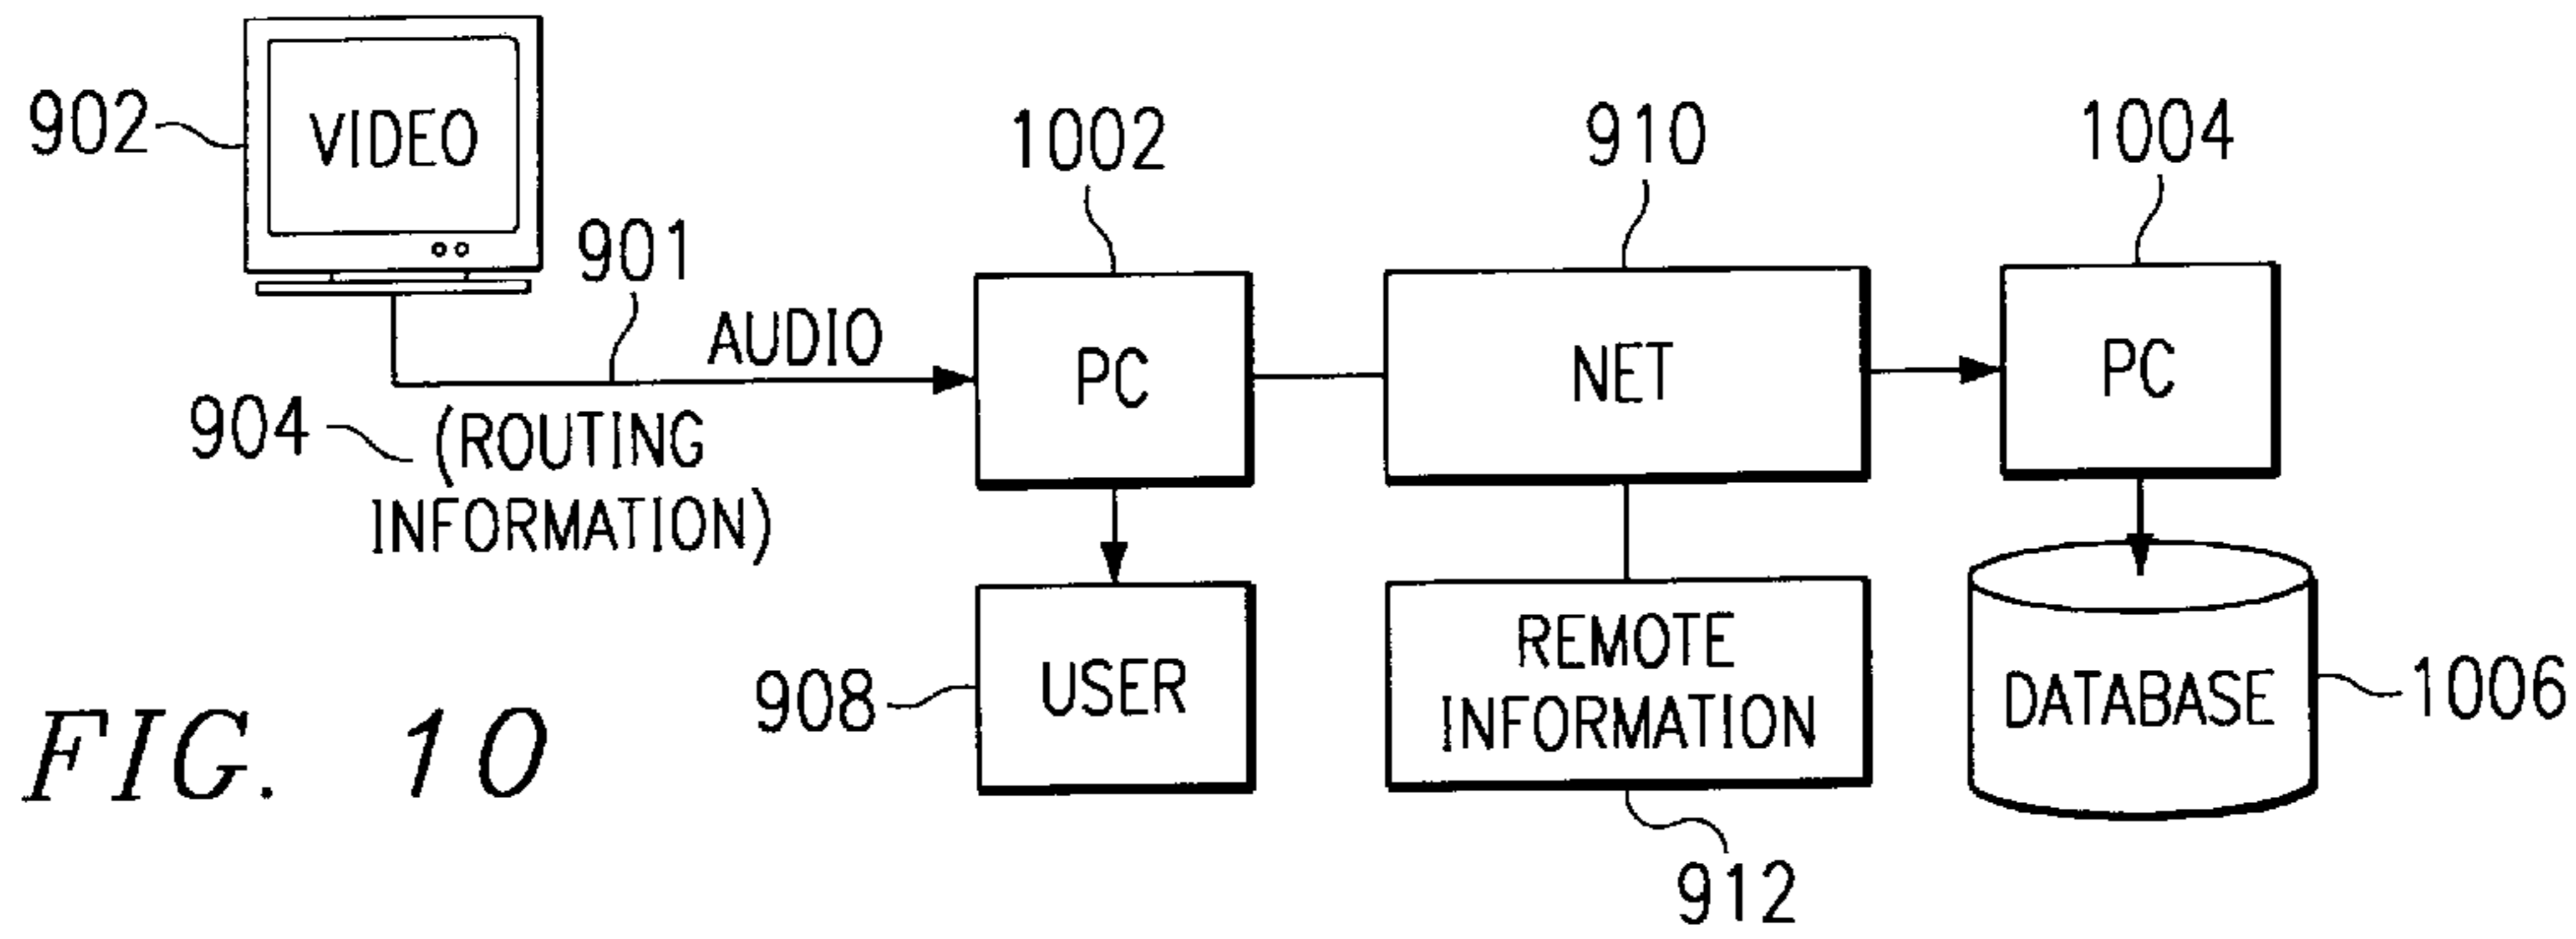 902
VIDEO
901
AUDIO
904
(ROUTING
INFORMATION)
1002
PC
910
NET
1004
PC
908
USER
REMOTE
INFORMATION
912
DATABASE
1006
FIG. 10